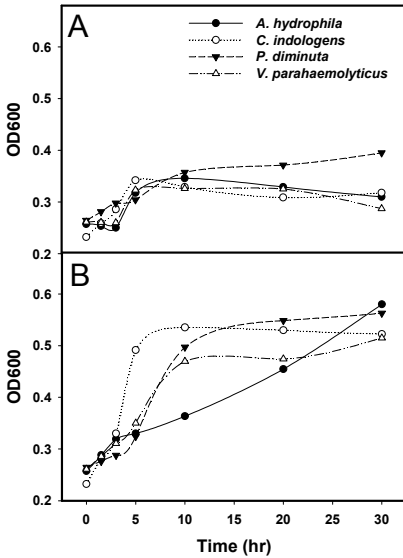 A
A. hydrophila
C. indologens
P. diminuta
V. parahaemolyticus
0.6
0.5
0.4
0.3
0.2
OD600
B
0.6
0.5
0.4
0.3
0.2
OD600
0 5 10 15 20 25 30
Time (hr)